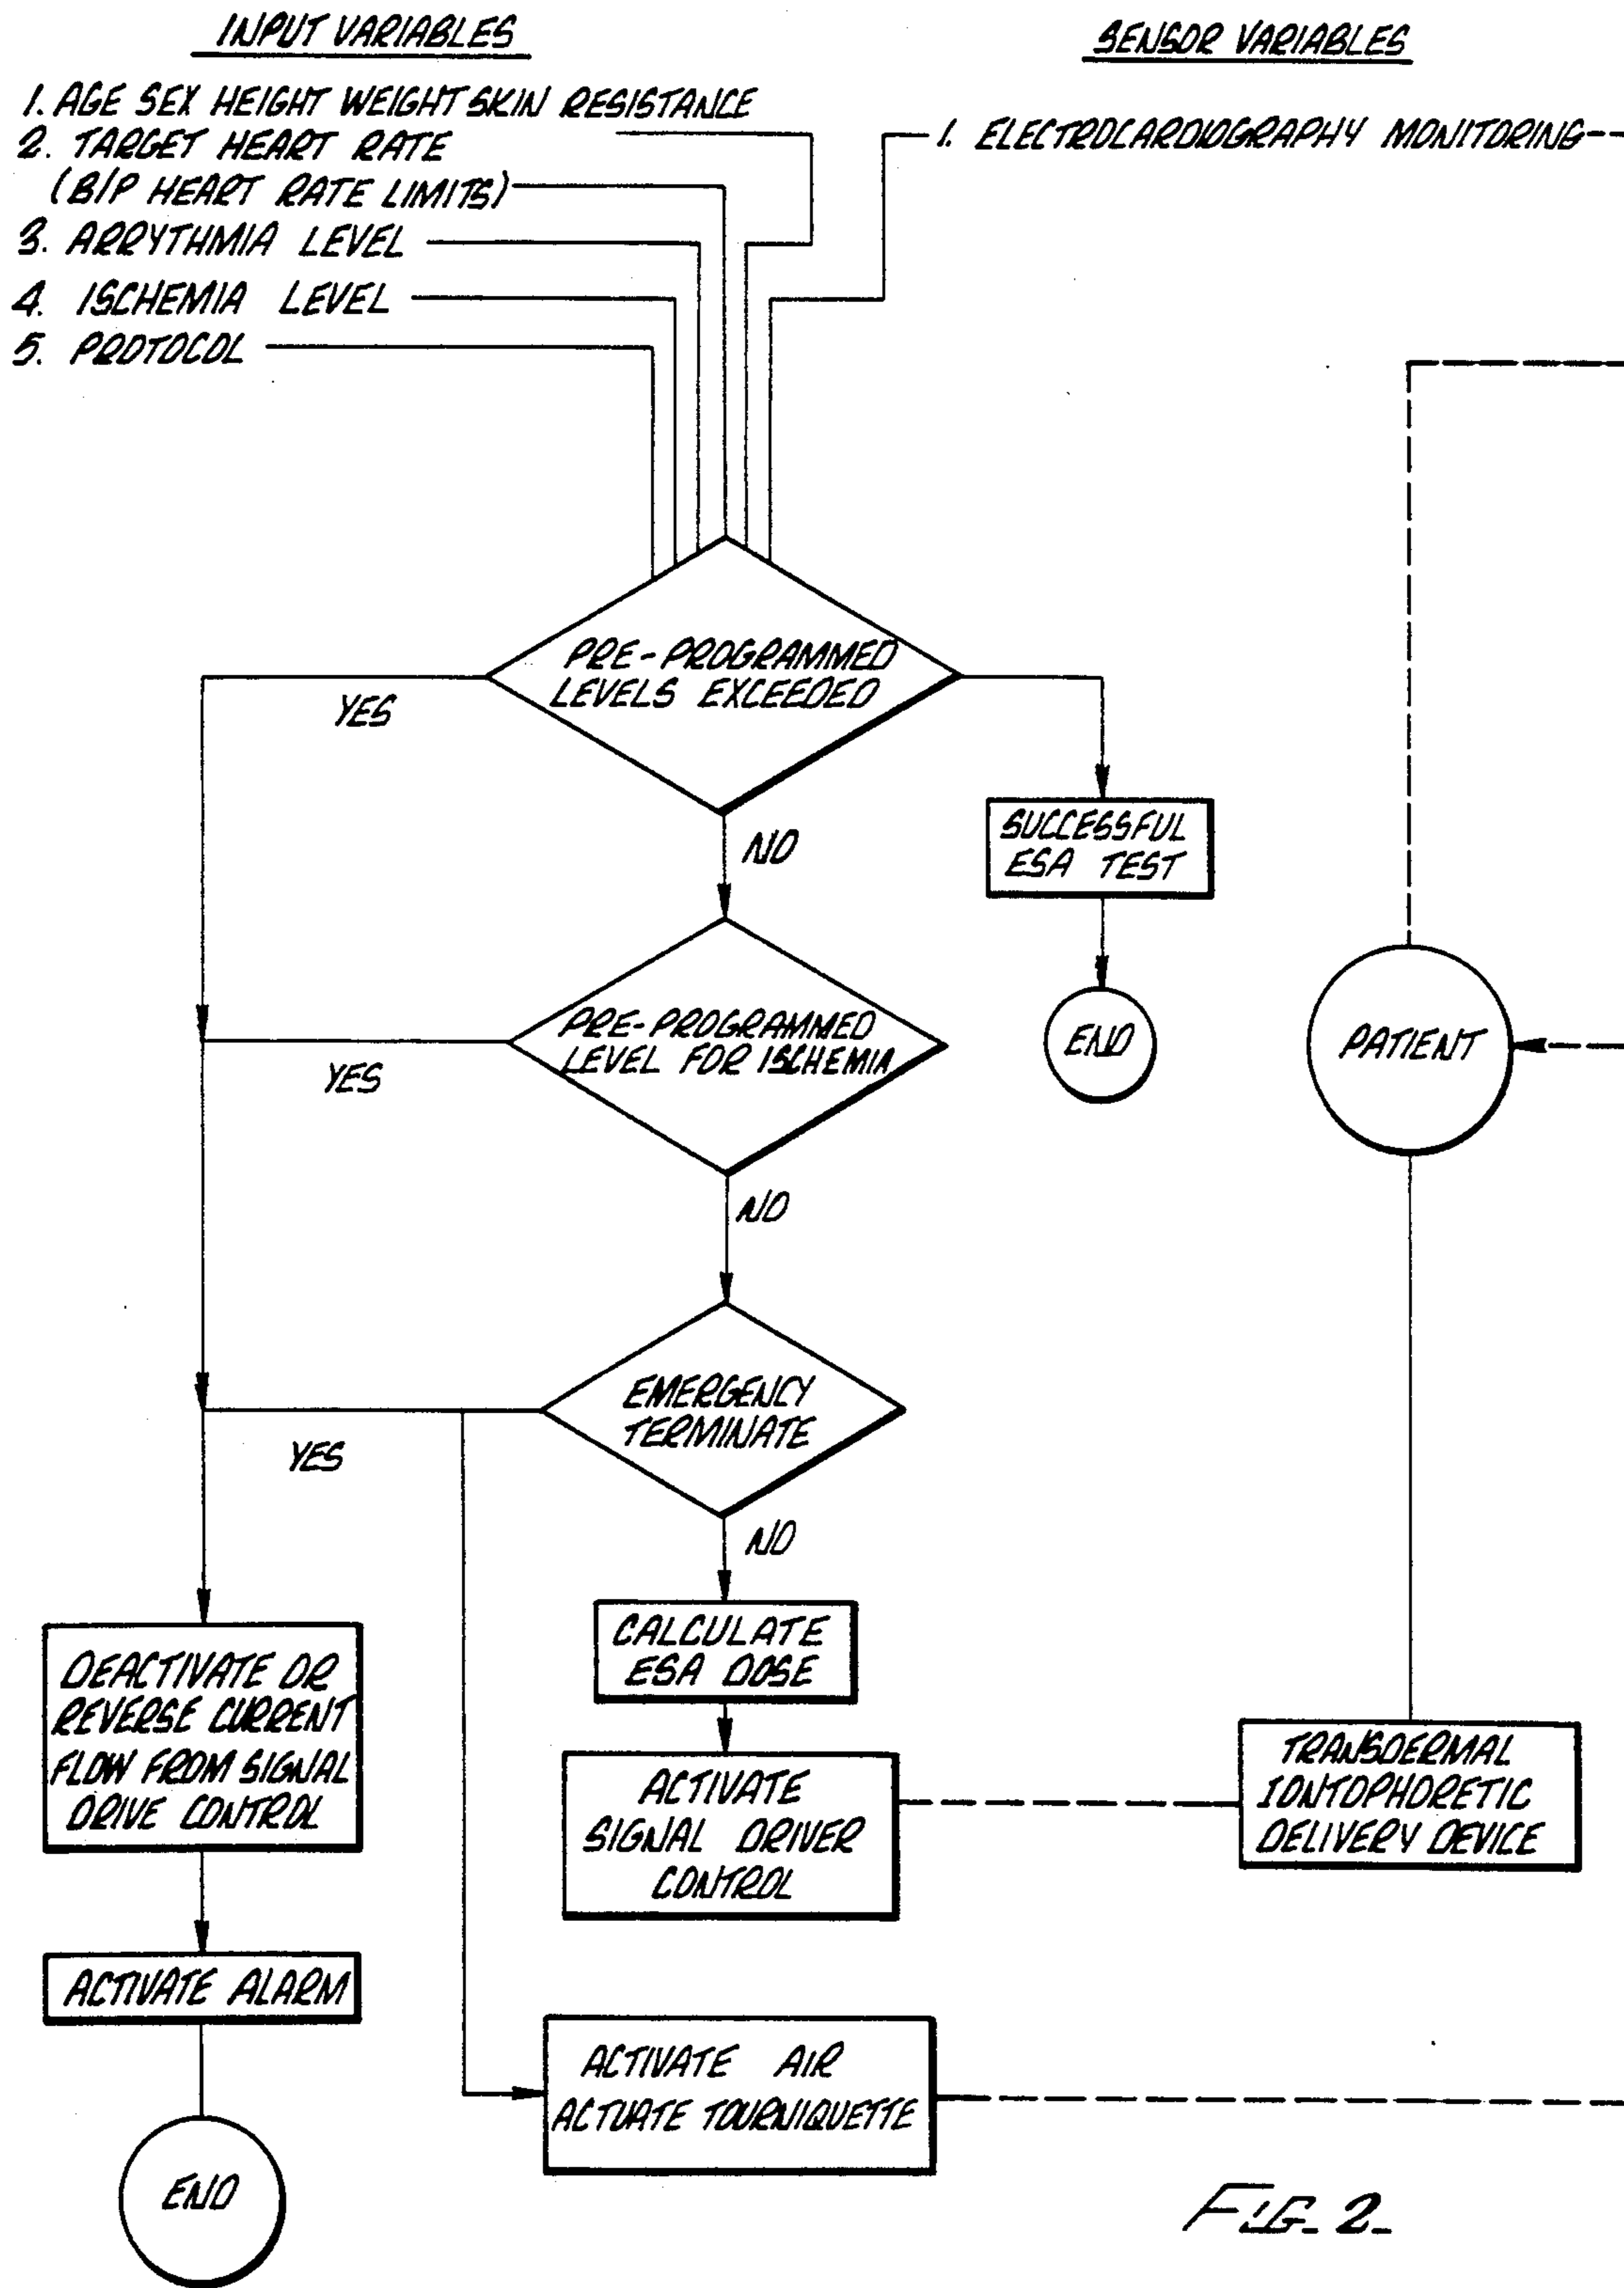 INPUT VARIABLES
1. AGE SEX HEIGHT WEIGHT SKIN RESISTANCE
2. TARGET HEART RATE
(B/P HEART RATE LIMITS)
3. ARRYTHMIA LEVEL
4. ISCHEMIA LEVEL
5. PROTOCOL
SENSOR VARIABLES
1. ELECTROCARDIOGRAPHY MONITORING
PRE-PROGRAMMED
LEVELS EXCEEDED
YES
NO
SUCCESSFUL
ESA TEST
END
PRE-PROGRAMMED
LEVEL FOR ISCHEMIA
YES
NO
PATIENT
EMERGENCY
TERMINATE
YES
NO
CALCULATE
ESA DOSE
DEACTIVATE OR
REVERSE CURRENT
FLOW FROM SIGNAL
DRIVE CONTROL
ACTIVATE
SIGNAL DRIVER
CONTROL
TRANSDERMAL
IONTOPHORETIC
DELIVERY DEVICE
ACTIVATE ALARM
ACTIVATE AIR
ACTUATE TOURNIQUETTE
END
FIG. 2.